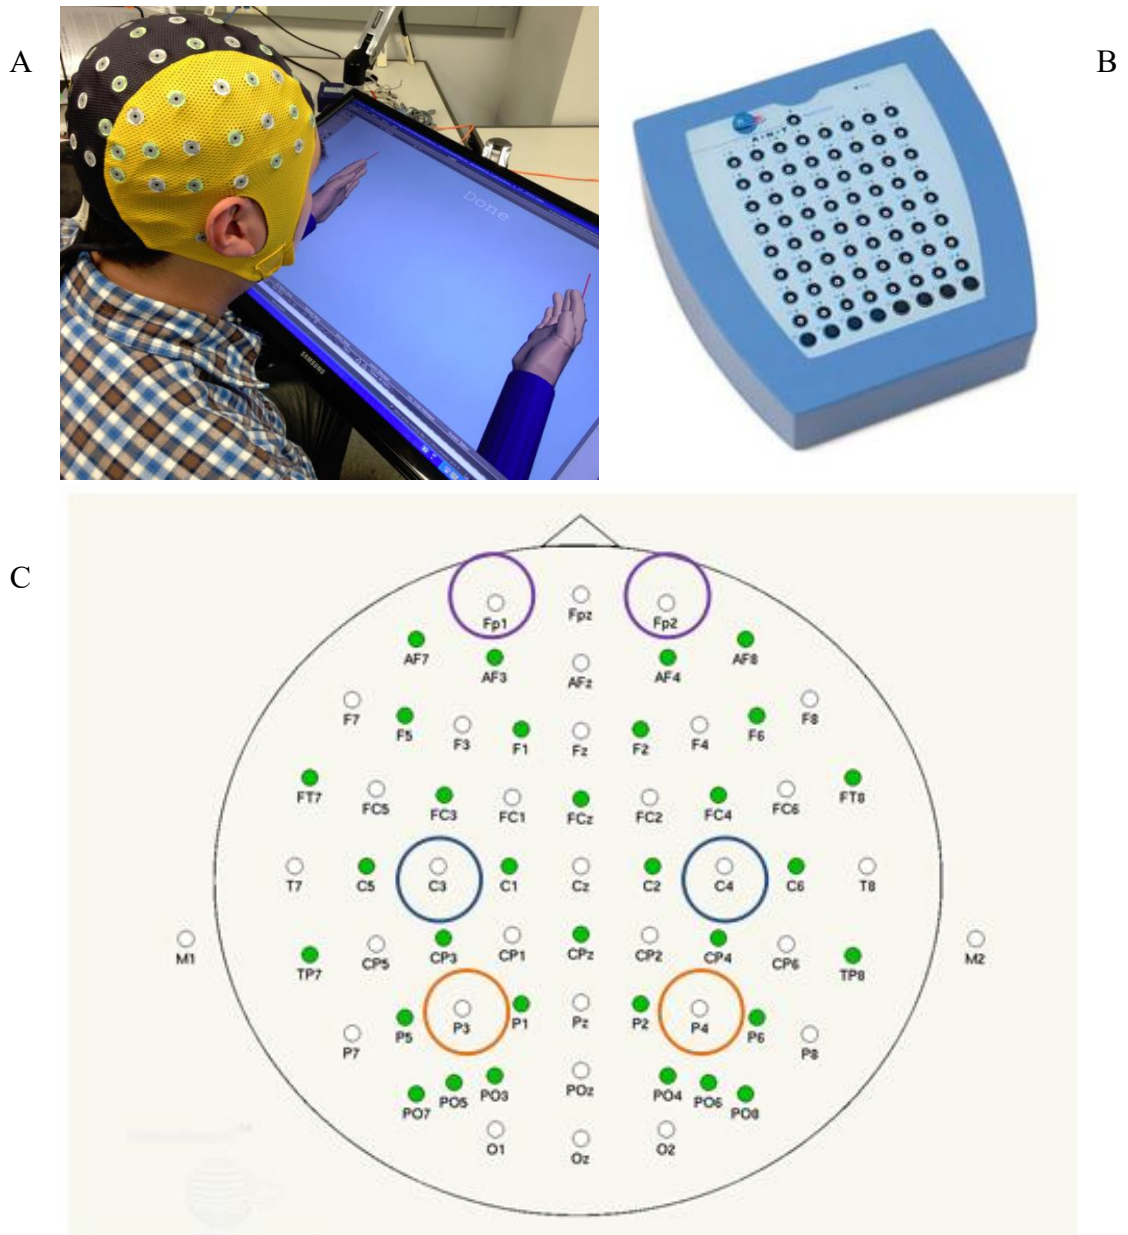 A
B
Done
SAMSUNG
A·N·T
C
Fp1 Fpz Fp2
AF7 AF3 AFz AF4 AF8
F7 F5 F3 F1 Fz F2 F4 F6 F8
FT7 FC5 FC3 FC1 FCz FC2 FC4 FC6 FT8
T7 C5 C3 C1 Cz C2 C4 C6 T8
M1 TP7 CP5 CP3 CP1 CPz CP2 CP4 CP6 TP8 M2
P7 P5 P3 P1 Pz P2 P4 P6 P8
PO7 PO5 PO3 POz PO4 PO6 PO8
O1 Oz O2